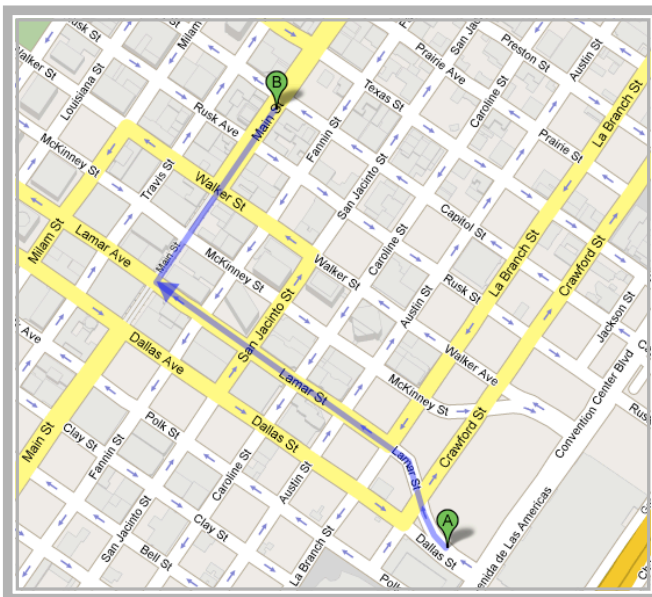 Milam
San Jac
Preston St
Austin St
Prairie Ave
Walker St
Louisiana St
B
Texas St
Caroline St
La Branch St
Rusk Ave
Main St
Fannin St
Prairie St
McKinney St
Travis St
Walker St
San Jacinto St
Capitol St
La Branch St
Crawford St
Milam St
Lamar Ave
Main St
McKinney St
Walker St
Caroline St
Rusk St
Austin St
Jackson St
San Jacinto St
Walker Ave
Convention Center Blvd
Dallas Ave
Lamar St
McKinney St
Rus
Main St
Polk St
Dallas St
Crawford St
Clay St
Fannin St
Caroline St
Austin St
Lamar St
A
San Jacinto St
Clay St
Bell St
La Branch St
Dallas St
enida de Las Americas
Polk